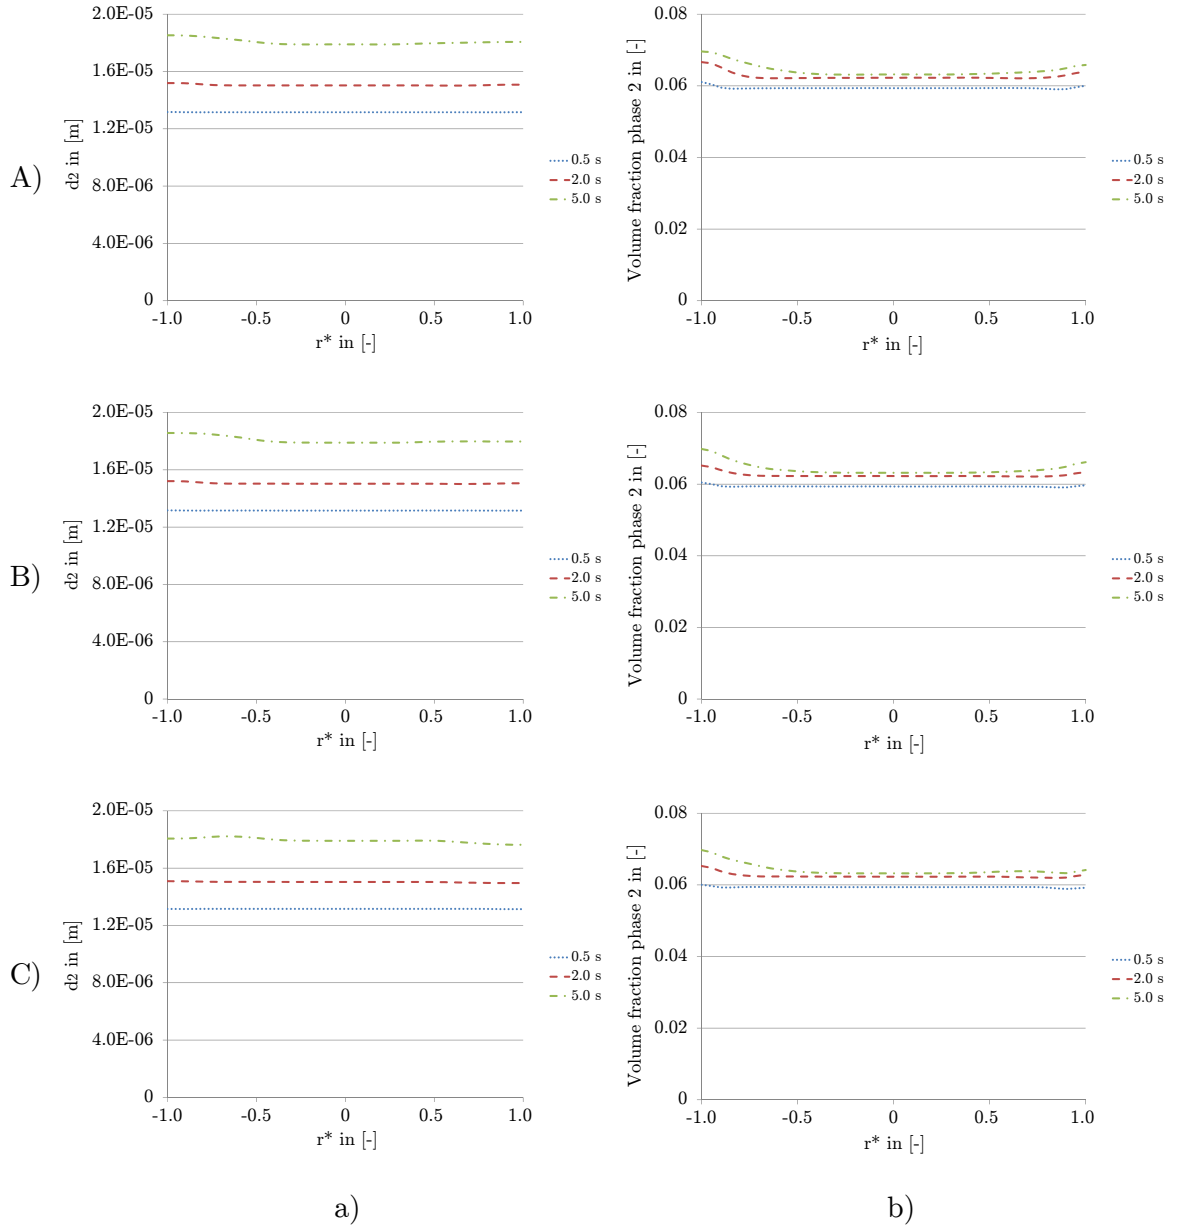 A)
2.0E-05
1.6E-05
1.2E-05
8.0E-06
4.0E-06
0
d2 in [m]
-1.0 -0.5 0 0.5 1.0
r* in [-]
0.5 s
2.0 s
5.0 s
0.08
0.06
0.04
0.02
0
Volume fraction phase 2 in [-]
-1.0 -0.5 0 0.5 1.0
r* in [-]
0.5 s
2.0 s
5.0 s
B)
2.0E-05
1.6E-05
1.2E-05
8.0E-06
4.0E-06
0
d2 in [m]
-1.0 -0.5 0 0.5 1.0
r* in [-]
0.5 s
2.0 s
5.0 s
0.08
0.06
0.04
0.02
0
Volume fraction phase 2 in [-]
-1.0 -0.5 0 0.5 1.0
r* in [-]
0.5 s
2.0 s
5.0 s
C)
2.0E-05
1.6E-05
1.2E-05
8.0E-06
4.0E-06
0
d2 in [m]
-1.0 -0.5 0 0.5 1.0
r* in [-]
0.5 s
2.0 s
5.0 s
0.08
0.06
0.04
0.02
0
Volume fraction phase 2 in [-]
-1.0 -0.5 0 0.5 1.0
r* in [-]
0.5 s
2.0 s
5.0 s
a)
b)